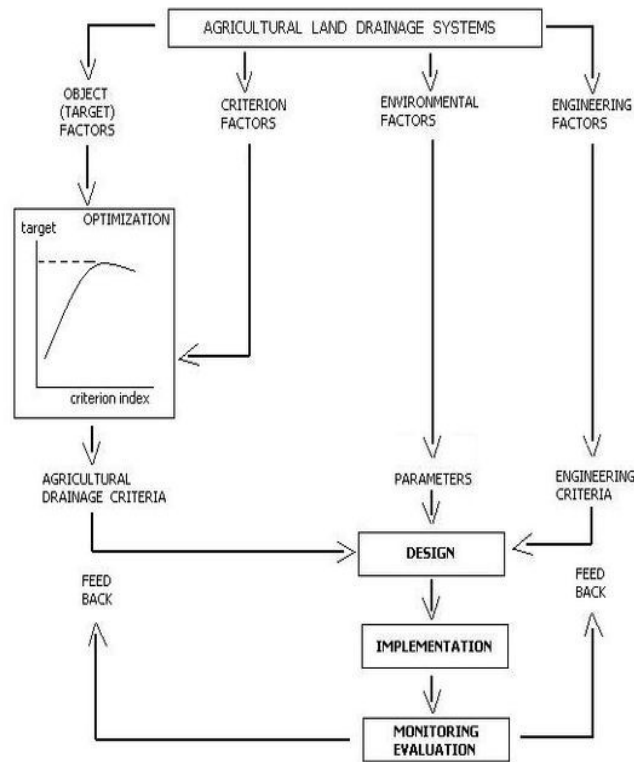 AGRICULTURAL LAND DRAINAGE SYSTEMS
OBJECT
(TARGET)
FACTORS
CRITERION
FACTORS
ENVIRONMENTAL
FACTORS
ENGINEERING
FACTORS
OPTIMIZATION
target
criterion index
AGRICULTURAL
DRAINAGE CRITERIA
PARAMETERS
ENGINEERING
CRITERIA
DESIGN
FEED
BACK
FEED
BACK
IMPLEMENTATION
MONITORING
EVALUATION